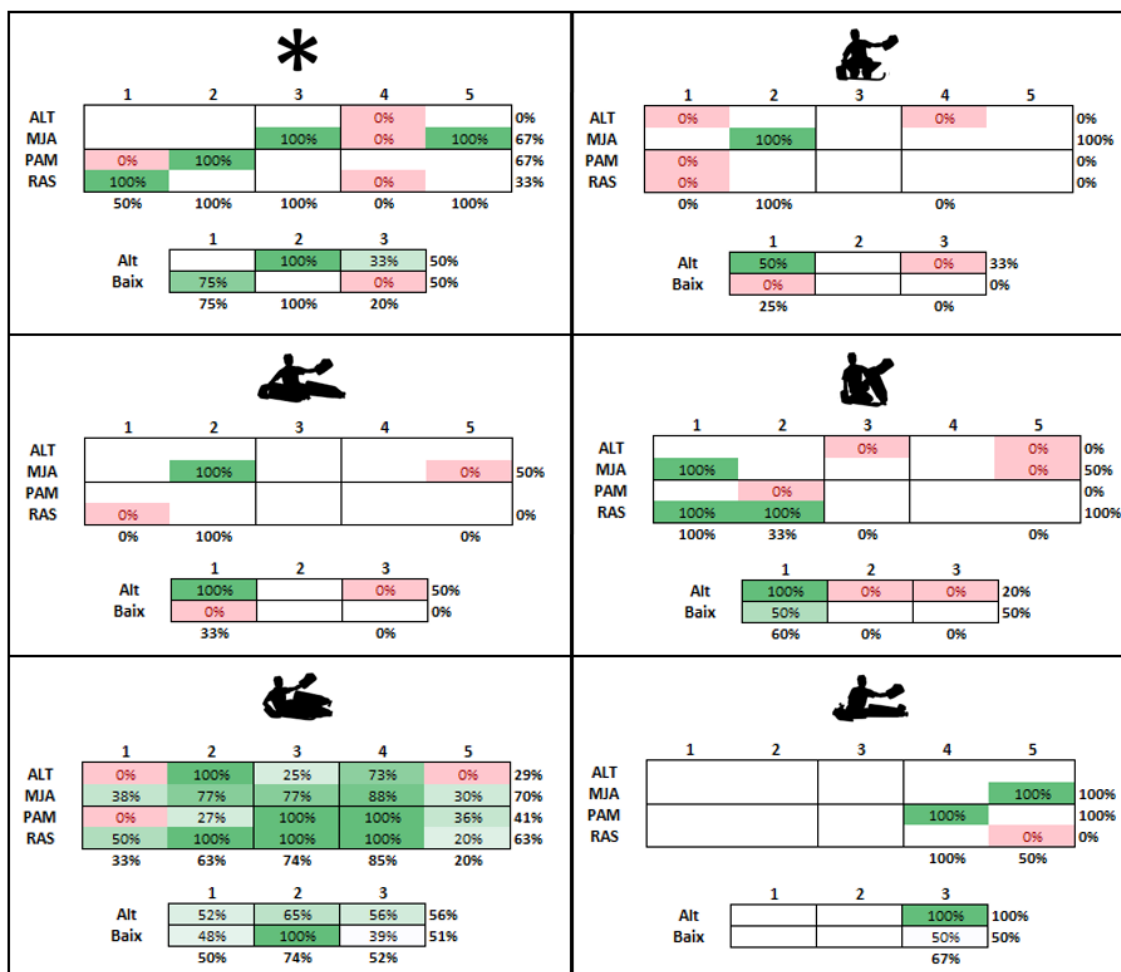 *
1 2 3 4 5
ALT 0% 0%
MJA 100% 0% 100% 67%
PAM 0% 100% 67%
RAS 100% 0% 33%
50% 100% 100% 0% 100%
1 2 3
Alt 100% 33% 50%
Baix 75% 0% 50%
75% 100% 20%
1 2 3 4 5
ALT 0% 0% 0%
MJA 100% 100%
PAM 0% 0%
RAS 0% 0%
0% 100% 0%
1 2 3
Alt 50% 0% 33%
Baix 0% 0%
25% 0%
1 2 3 4 5
ALT
MJA 100% 0% 50%
PAM
RAS 0% 0%
0% 100% 0%
1 2 3
Alt 100% 0% 50%
Baix 0% 0%
33% 0%
1 2 3 4 5
ALT 0% 0% 0%
MJA 100% 0% 50%
PAM 0% 0%
RAS 100% 100% 100%
100% 33% 0% 0%
1 2 3
Alt 100% 0% 0% 20%
Baix 50% 50%
60% 0% 0%
1 2 3 4 5
ALT 0% 100% 25% 73% 0% 29%
MJA 38% 77% 77% 88% 30% 70%
PAM 0% 27% 100% 100% 36% 41%
RAS 50% 100% 100% 100% 20% 63%
33% 63% 74% 85% 20%
1 2 3
Alt 52% 65% 56% 56%
Baix 48% 100% 39% 51%
50% 74% 52%
1 2 3 4 5
ALT
MJA 100% 100%
PAM 100% 100%
RAS 0% 0%
100% 50%
1 2 3
Alt 100% 100%
Baix 50% 50%
67%